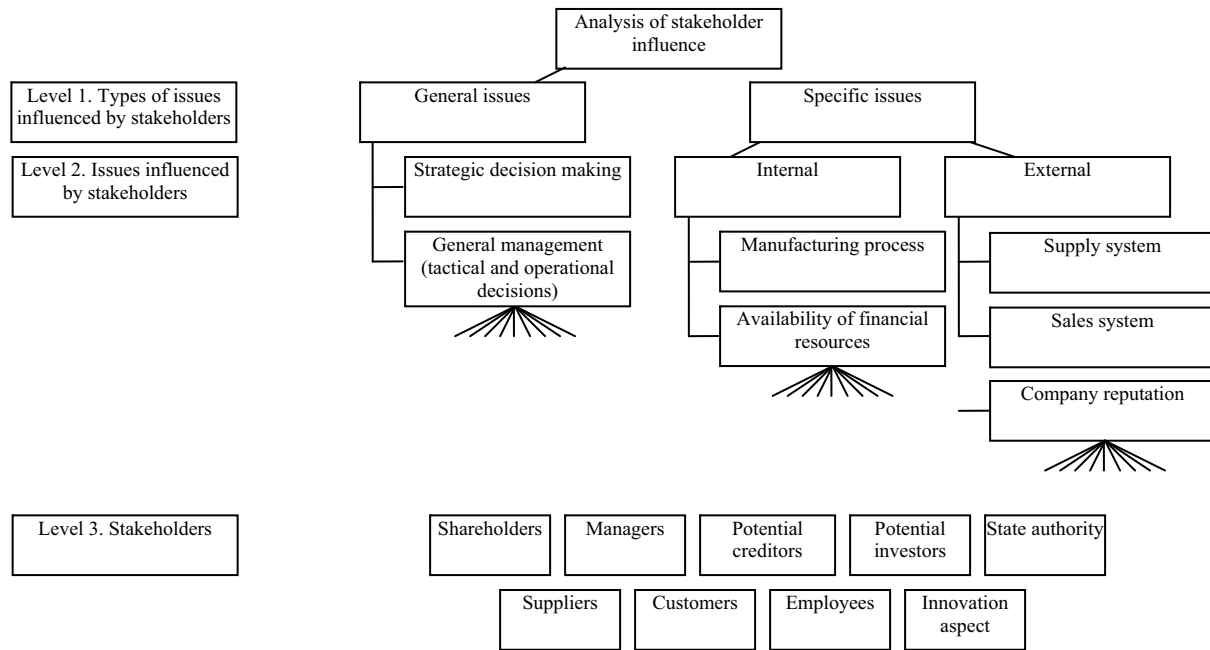 Analysis of stakeholder
influence
Level 1. Types of issues
influenced by stakeholders
General issues
Specific issues
Level 2. Issues influenced
by stakeholders
Strategic decision making
Internal
External
General management
(tactical and operational
decisions)
Manufacturing process
Supply system
Availability of financial
resources
Sales system
Company reputation
Level 3. Stakeholders
Shareholders
Managers
Potential
creditors
Potential
investors
State authority
Suppliers
Customers
Employees
Innovation
aspect